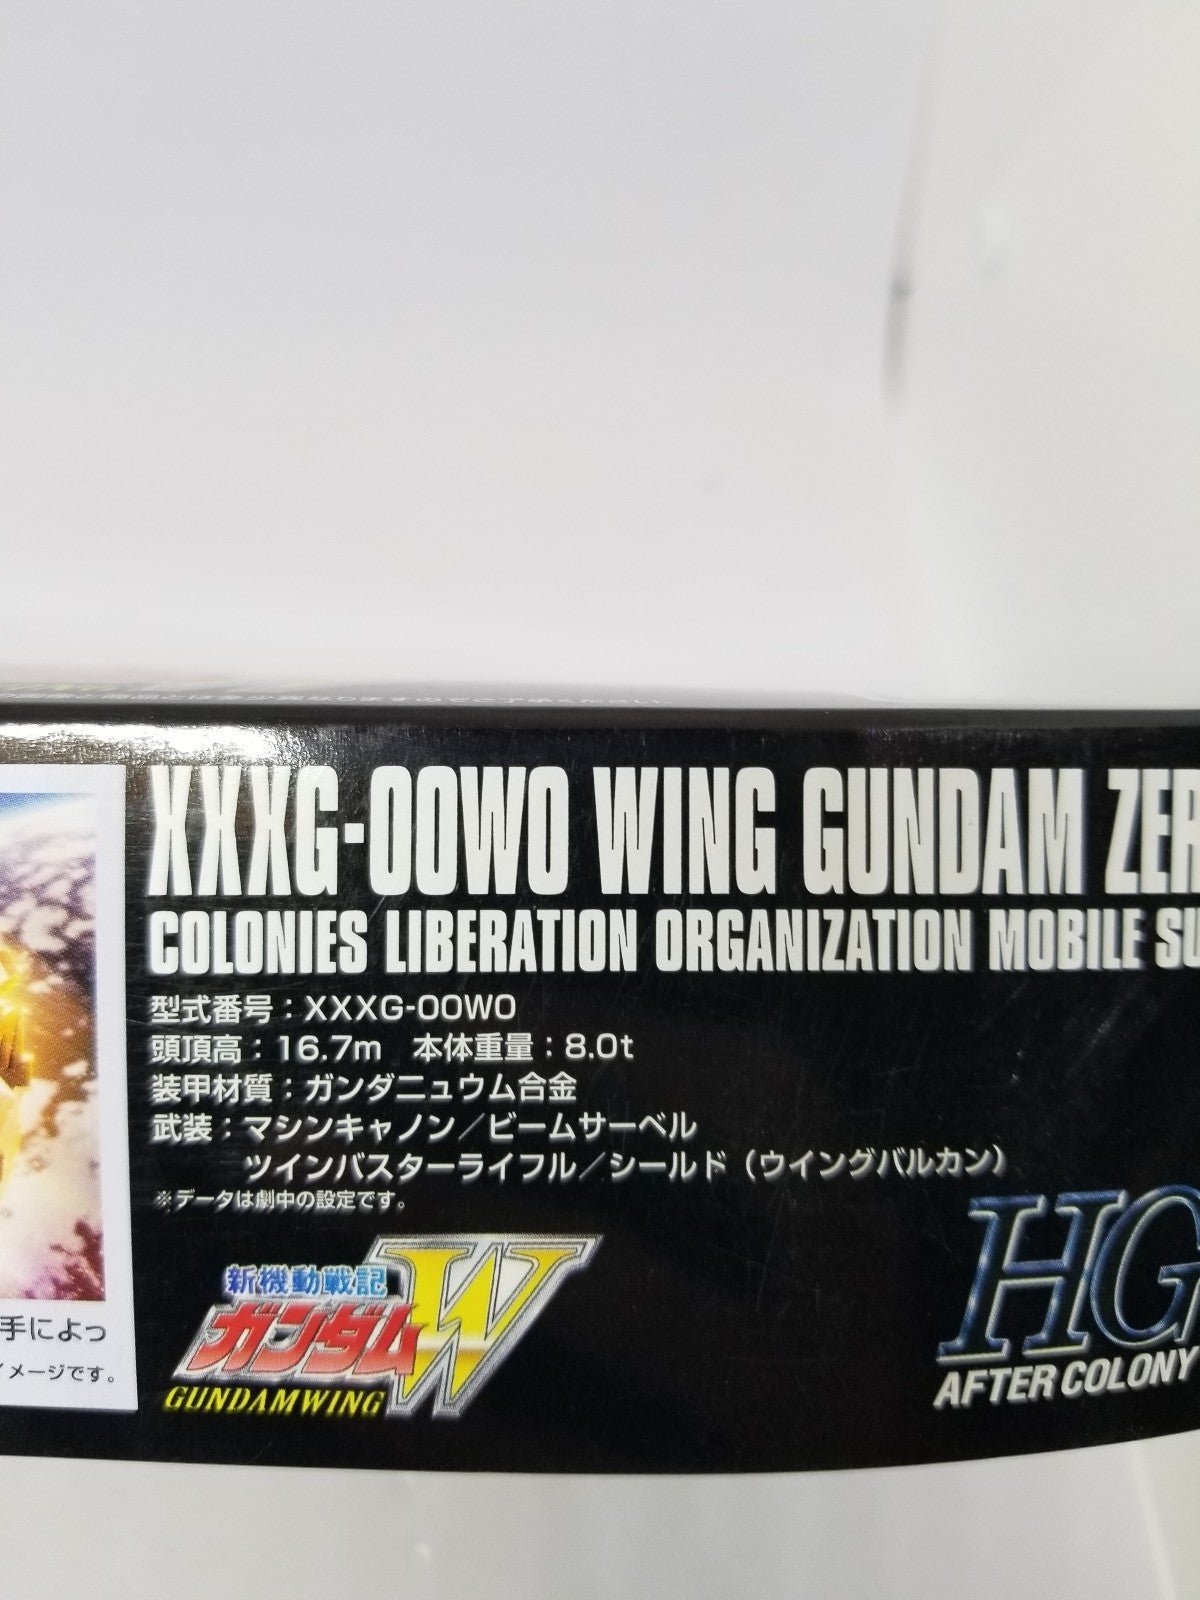 XXXG-00W0 WING GUNDAM ZER
COLONIES LIBERATION ORGANIZATION MOBILE SU
型式番号：XXXG-00W0
頭頂高：16.7m　本体重量：8.0t
装甲材質：ガンダニュウム合金
武装：マシンキャノン／ビームサーベル
ツインバスターライフル／シールド（ウイングバルカン）
※データは劇中の設定です。
新機動戦記
ガンダムW
GUNDAM WING
HG
AFTER COLONY
手によっ
イメージです。